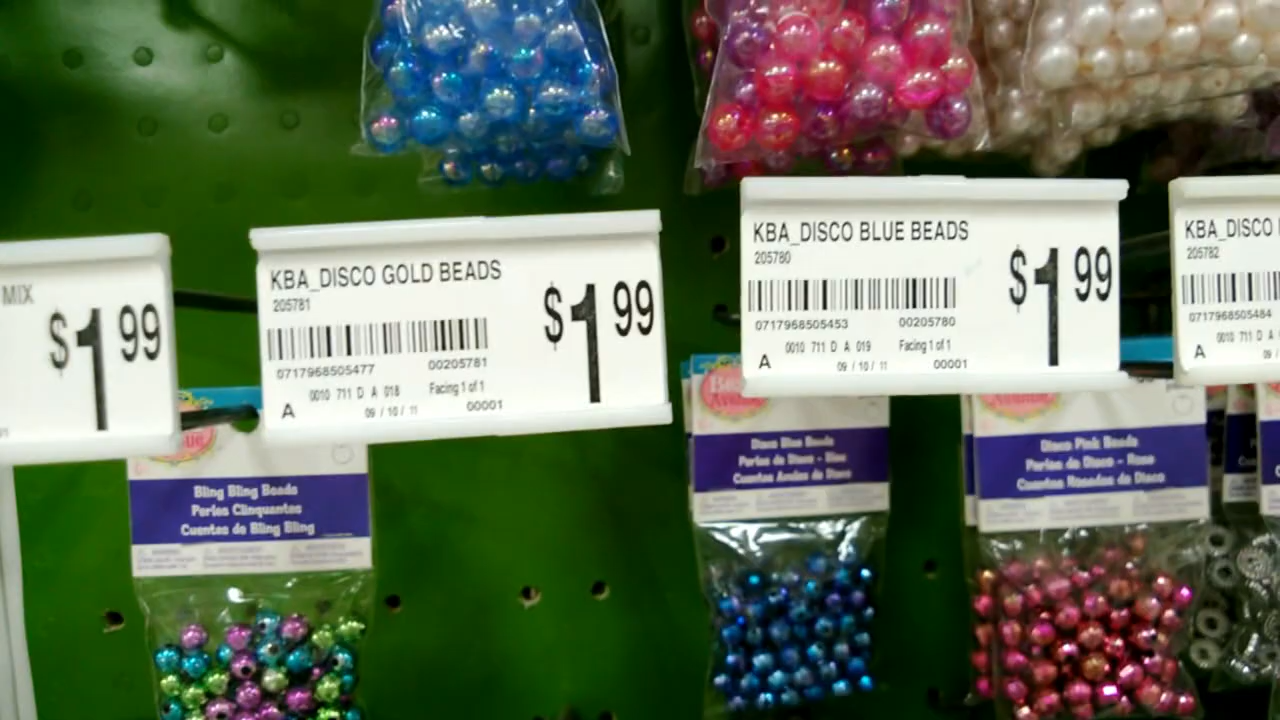 MIX
$1 99
KBA_DISCO GOLD BEADS
205781
$1 99
0717968505477 00205781
0010 711 D A 018 Facing 1 of 1
A 09 / 10 / 11 00001
KBA_DISCO BLUE BEADS
205780
$1 99
0717968505453 00205780
0010 711 D A 019 Facing 1 of 1
A 09 / 10 / 11 00001
KBA_DISCO
205782
0717968505484
0010 711 D
A 09 /
Bling Bling Beads
Perles Clinquantes
Cuentas de Bling Bling
Disco Blue Beads
Perles de Disco - Bleu
Cuentas Azules de Disco
Disco Pink Beads
Perles de Disco - Rose
Cuentas Rosadas de Disco